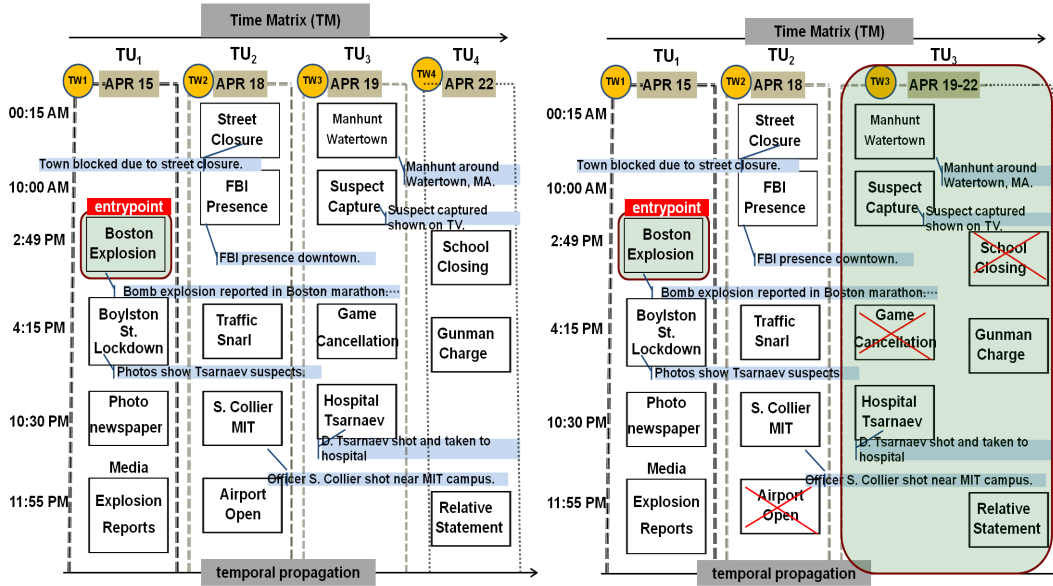 Time Matrix (TM)
TU1 TU2 TU3 TU4
TW1 APR 15 TW2 APR 18 TW3 APR 19 TW4 APR 22
00:15 AM
Street
Closure
Manhunt
Watertown
Town blocked due to street closure.
Manhunt around
Watertown, MA.
10:00 AM
FBI
Presence
Suspect
Capture
Suspect captured
shown on TV.
entrypoint
2:49 PM
Boston
Explosion
School
Closing
FBI presence downtown.
Bomb explosion reported in Boston marathon:···
4:15 PM
Boylston
St.
Lockdown
Traffic
Snarl
Game
Cancellation
Gunman
Charge
Photos show Tsarnaev suspects.
10:30 PM
Photo
newspaper
S. Collier
MIT
Hospital
Tsarnaev
D. Tsarnaev shot and taken to
hospital
Officer S. Collier shot near MIT campus.
11:55 PM
Media
Explosion
Reports
Airport
Open
Relative
Statement
temporal propagation
Time Matrix (TM)
TU1 TU2 TU3
TW1 APR 15 TW2 APR 18 TW3 APR 19-22
00:15 AM
Street
Closure
Manhunt
Watertown
Town blocked due to street closure.
Manhunt around
Watertown, MA.
10:00 AM
FBI
Presence
Suspect
Capture
Suspect captured
shown on TV.
entrypoint
2:49 PM
Boston
Explosion
School
Closing
FBI presence downtown.
Bomb explosion reported in Boston marathon:···
4:15 PM
Boylston
St.
Lockdown
Traffic
Snarl
Game
Cancellation
Gunman
Charge
Photos show Tsarnaev suspects.
10:30 PM
Photo
newspaper
S. Collier
MIT
Hospital
Tsarnaev
D. Tsarnaev shot and taken to
hospital
Officer S. Collier shot near MIT campus.
11:55 PM
Media
Explosion
Reports
Airport
Open
Relative
Statement
temporal propagation